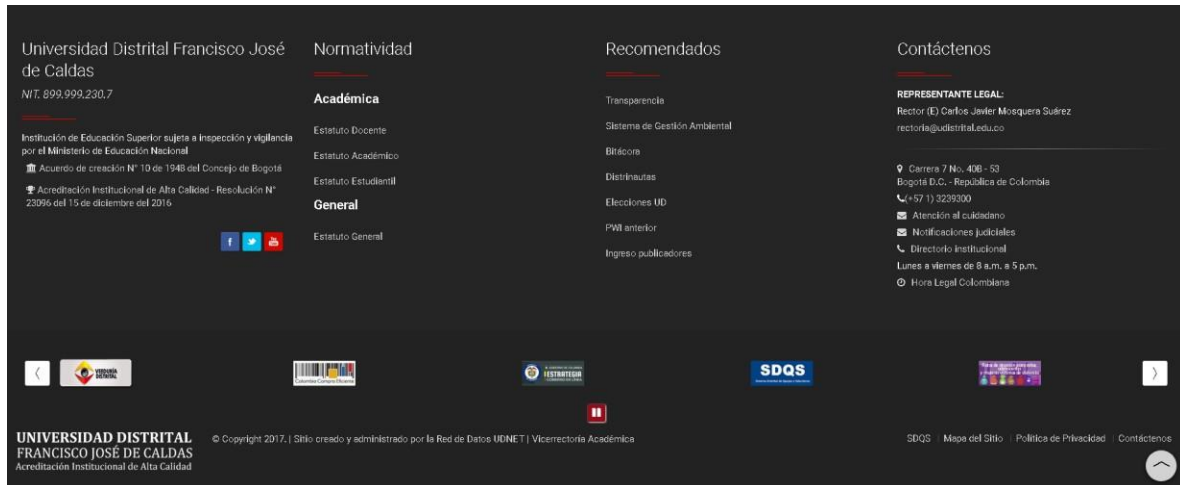 Universidad Distrital Francisco José
de Caldas
NIT. 899.999.230.7
Institución de Educación Superior sujeta a inspección y vigilancia
por el Ministerio de Educación Nacional
Acuerdo de creación N° 10 de 1948 del Concejo de Bogotá
Acreditación Institucional de Alta Calidad - Resolución N°
23096 del 15 de diciembre del 2016
Normatividad
Académica
Estatuto Docente
Estatuto Académico
Estatuto Estudiantil
General
Estatuto General
Recomendados
Transparencia
Sistema de Gestión Ambiental
Bitácora
Distrinautas
Elecciones UD
PWI anterior
Ingreso publicadores
Contáctenos
REPRESENTANTE LEGAL:
Rector (E) Carlos Javier Mosquera Suárez
rectoria@udistrital.edu.co
Carrera 7 No. 40B - 53
Bogotá D.C. - República de Colombia
(+57 1) 3239300
Atención al cuidadano
Notificaciones judiciales
Directorio institucional
Lunes a viernes de 8 a.m. a 5 p.m.
Hora Legal Colombiana
VEEDURÍA
DISTRITAL
Colombia Compra Eficiente
ESTRATEGIA
SDQS
UNIVERSIDAD DISTRITAL
FRANCISCO JOSÉ DE CALDAS
Acreditación Institucional de Alta Calidad
© Copyright 2017. | Sitio creado y administrado por la Red de Datos UDNET | Vicerrectoría Académica
SDQS | Mapa del Sitio | Política de Privacidad | Contáctenos